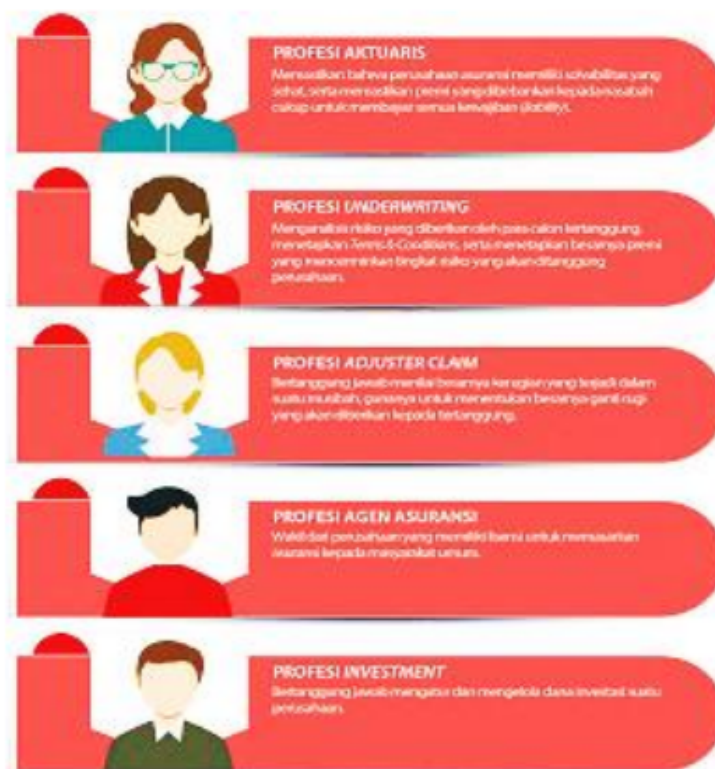 PROFESI AKTUARIS
Memastikan bahwa perusahaan asuransi memiliki solvabilitas yang
sehat, serta memastikan premi yang dibebankan kepada nasabah
cukup untuk membayar semua kewajiban (liability).
PROFESI UNDERWRITING
Menganalisis risiko yang diberikan oleh para calon tertanggung,
menetapkan Terms & Conditions, serta menetapkan besarnya premi
yang mencerminkan tingkat risiko yang akan ditanggung
perusahaan.
PROFESI ADJUSTER CLAIM
Bertanggung jawab menilai besarnya kerugian yang terjadi dalam
suatu musibah, gunanya untuk menentukan besarnya ganti rugi
yang akan diberikan kepada tertanggung.
PROFESI AGEN ASURANSI
Wakil dari perusahaan yang memiliki lisensi untuk memasarkan
asuransi kepada masyarakat umum.
PROFESI INVESTMENT
Bertanggung jawab mengatur dan mengelola dana investasi suatu
perusahaan.